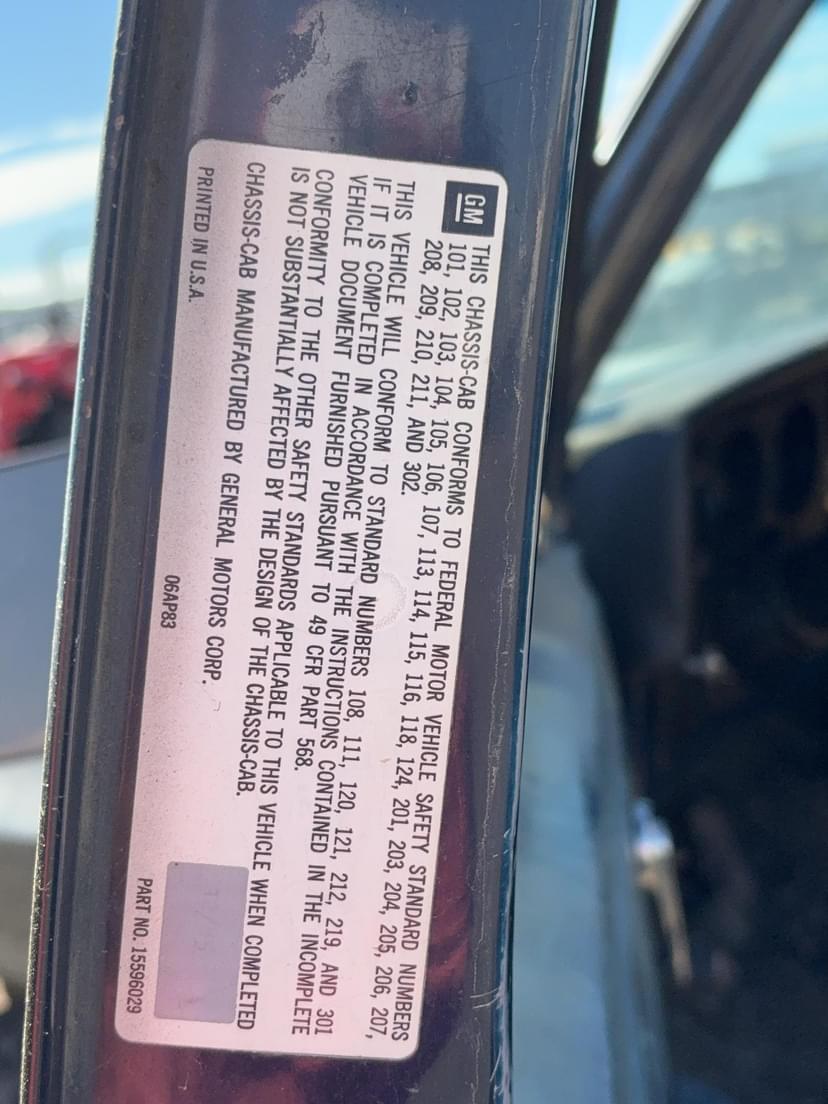 GM
THIS CHASSIS-CAB CONFORMS TO FEDERAL MOTOR VEHICLE SAFETY STANDARD NUMBERS
101, 102, 103, 104, 105, 106, 107, 113, 114, 115, 116, 118, 124, 201, 203, 204, 205, 206, 207,
208, 209, 210, 211, AND 302.
THIS VEHICLE WILL CONFORM TO STANDARD NUMBERS 108, 111, 120, 121, 212, 219, AND 301
IF IT IS COMPLETED IN ACCORDANCE WITH THE INSTRUCTIONS CONTAINED IN THE INCOMPLETE
VEHICLE DOCUMENT FURNISHED PURSUANT TO 49 CFR PART 568.
CONFORMITY TO THE OTHER SAFETY STANDARDS APPLICABLE TO THIS VEHICLE WHEN COMPLETED
IS NOT SUBSTANTIALLY AFFECTED BY THE DESIGN OF THE CHASSIS-CAB.
CHASSIS-CAB MANUFACTURED BY GENERAL MOTORS CORP.
PRINTED IN U.S.A.
06AP83
PART NO. 15596029